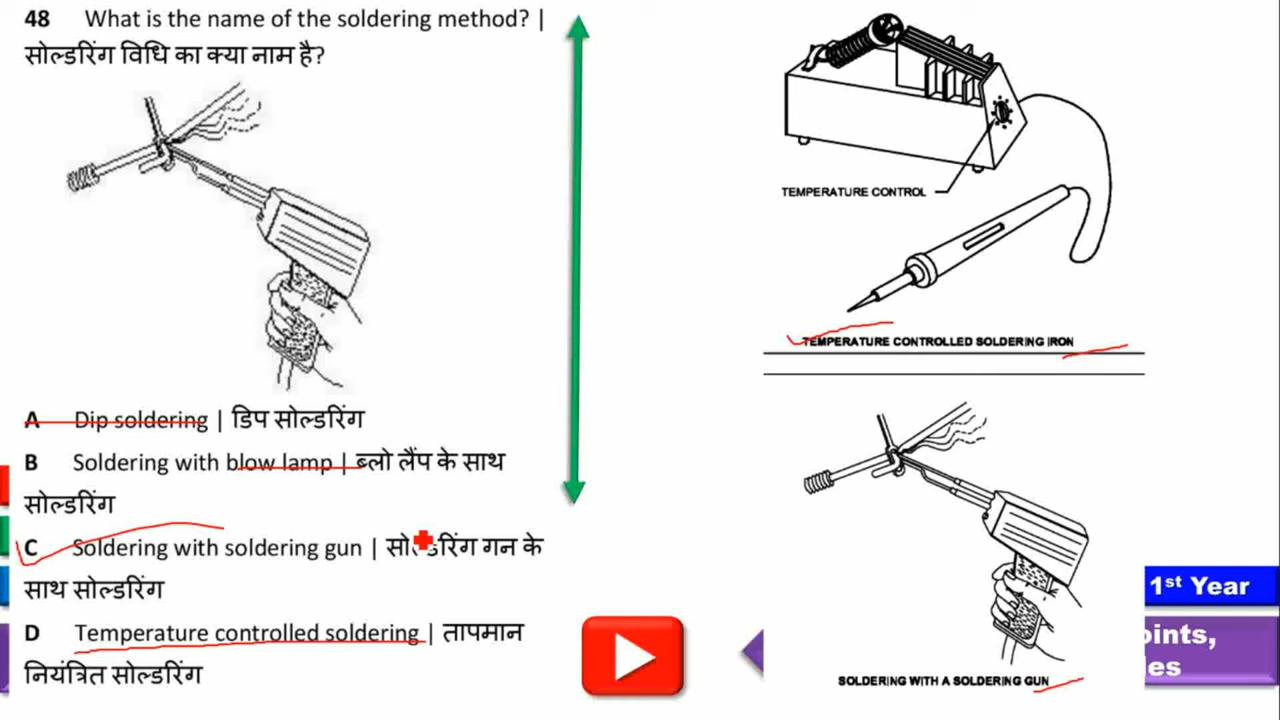 48 What is the name of the soldering method? |
सोल्डरिंग विधि का क्या नाम है?
A Dip soldering | डिप सोल्डरिंग
B Soldering with blow lamp | ब्लो लैंप के साथ
सोल्डरिंग
C Soldering with soldering gun | सोल्डरिंग गन के
साथ सोल्डरिंग
D Temperature controlled soldering | तापमान
नियंत्रित सोल्डरिंग
TEMPERATURE CONTROL
TEMPERATURE CONTROLLED SOLDERING IRON
SOLDERING WITH A SOLDERING GUN
1st Year